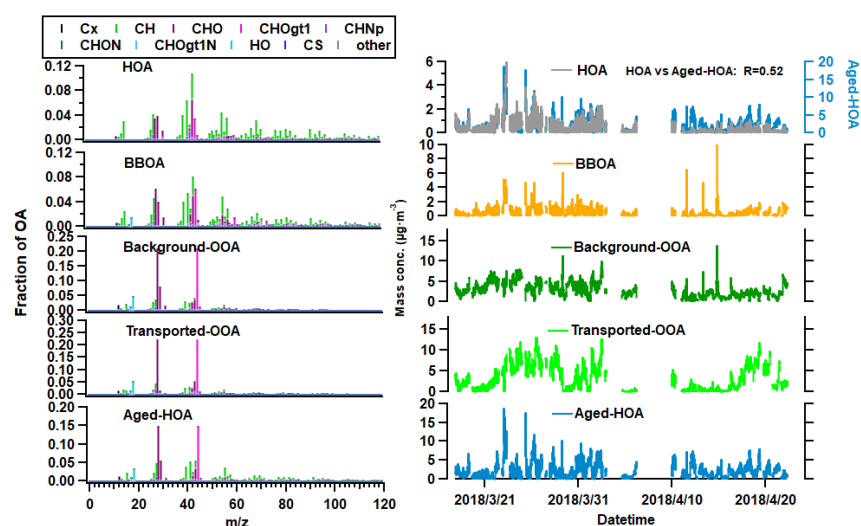 Cx CH CHO CHOgt1 CHNp
CHON CHOgt1N HO CS other
Fraction of OA
HOA
0.12
0.08
0.04
0.00
BBOA
0.12
0.08
0.04
0.00
Background-OOA
0.25
0.20
0.15
0.10
0.05
0.00
Transported-OOA
0.30
0.25
0.20
0.15
0.10
0.05
0.00
Aged-HOA
0.20
0.15
0.10
0.05
0.00
0 20 40 60 80 100 120
m/z
Mass conc. (µg·m⁻³)
HOA HOA vs Aged-HOA: R=0.52
6
4
2
0
20
15
10
5
0
Aged-HOA
BBOA
10
8
6
4
2
0
Background-OOA
15
10
5
0
Transported-OOA
15
10
5
0
Aged-HOA
20
15
10
5
0
2018/3/21 2018/3/31 2018/4/10 2018/4/20
Datetime